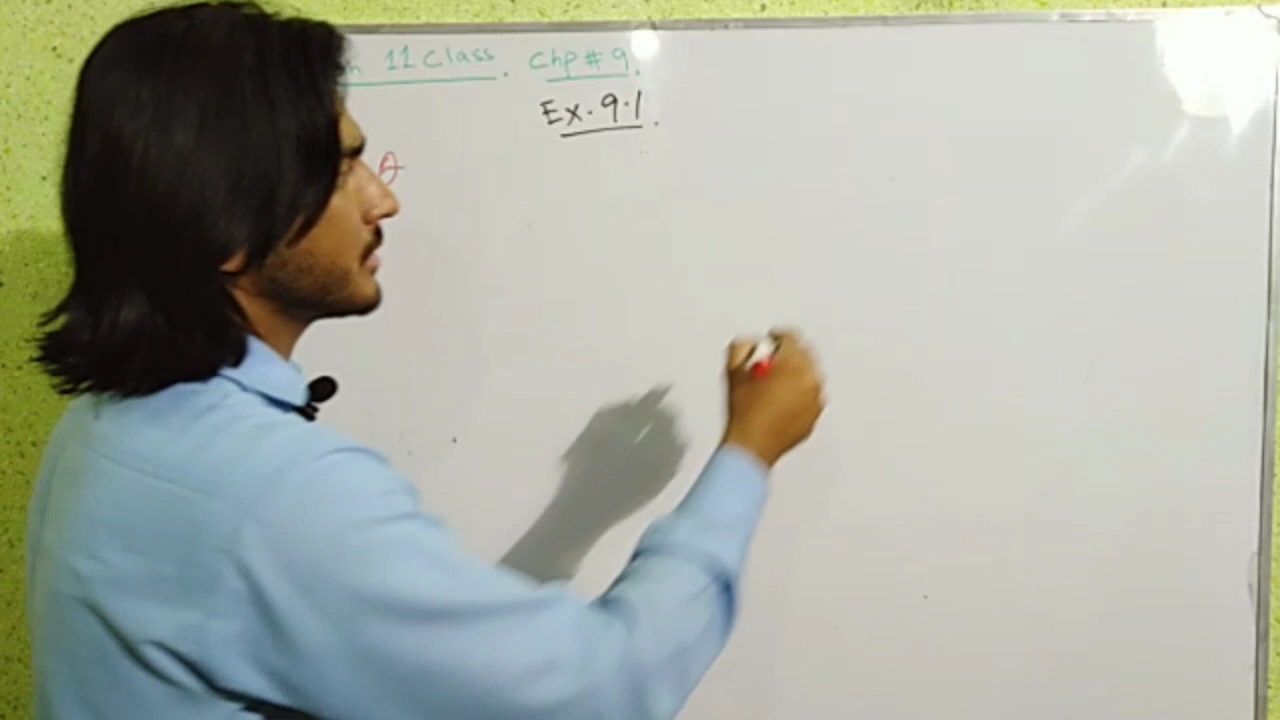 11 Class. Chp # 9.
Ex. 9.1.
θ